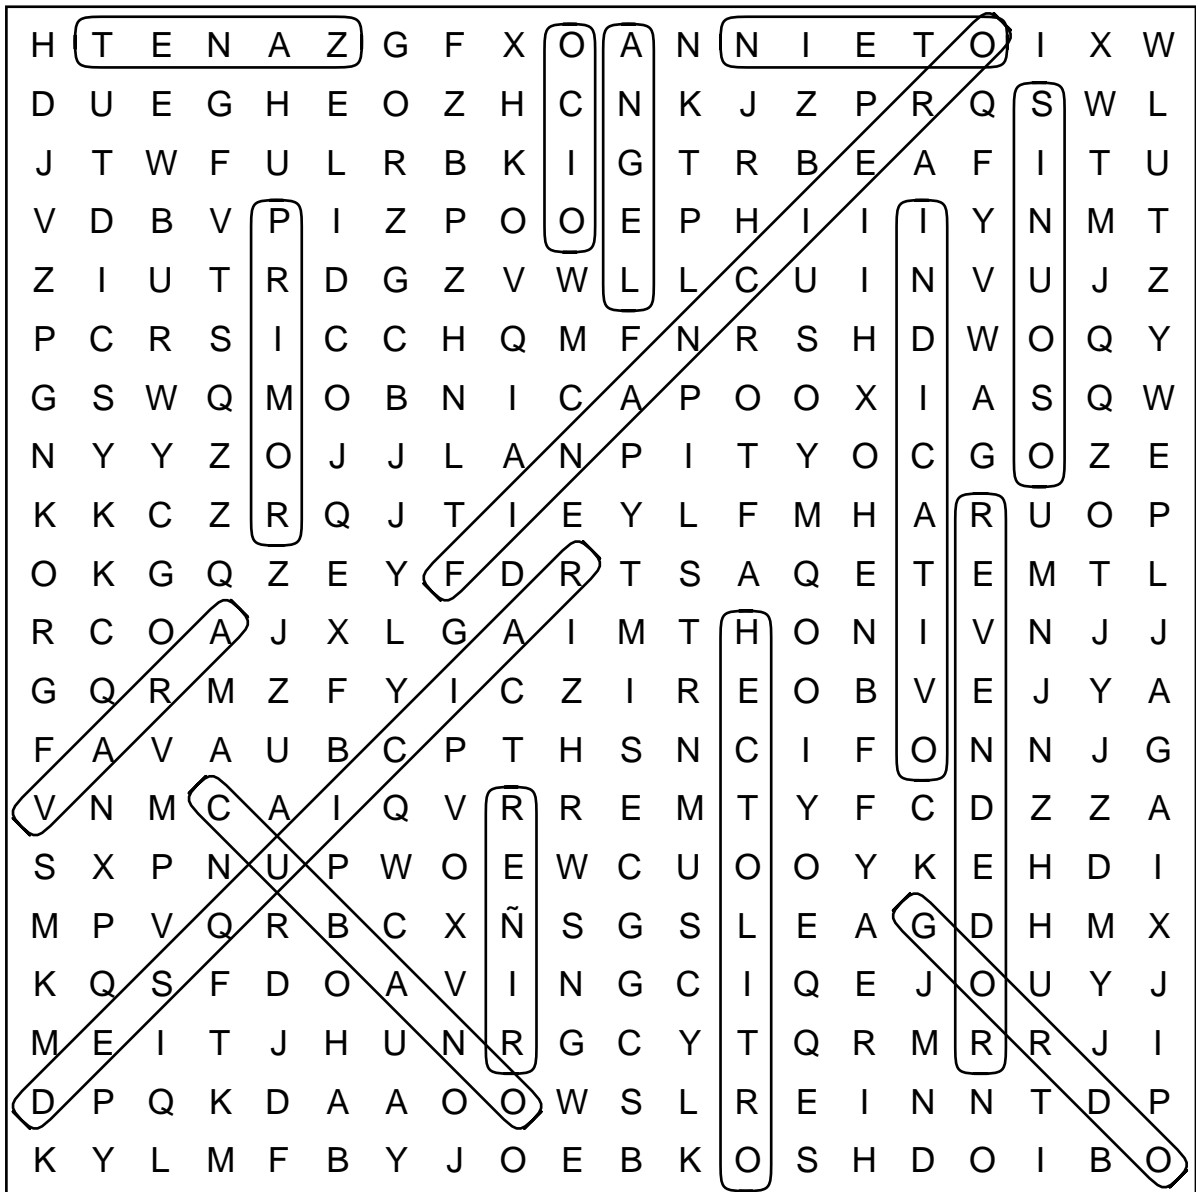 H T E N A Z G F X O A N N I E T O I X W
D U E G H E O Z H C N K J Z P R Q S W L
J T W F U L R B K I G T R B E A F I T U
V D B V P I Z P O O E P H I I I Y N M T
Z I U T R D G Z V W L L C U I N V U J Z
P C R S I C C H Q M F N R S H D W O Q Y
G S W Q M O B N I C A P O O X I A S Q W
N Y Y Z O J J L A N P I T Y O C G O Z E
K K C Z R Q J T I E Y L F M H A R U O P
O K G Q Z E Y F D R T S A Q E T E M T L
R C O A J X L G A I M T H O N I V N J J
G Q R M Z F Y I C Z I R E O B V E J Y A
F A V A U B C P T H S N C I F O N N J G
V N M C A I Q V R R E M T Y F C D Z Z A
S X P N U P W O E W C U O O Y K E H D I
M P V Q R B C X Ñ S G S L E A G D H M X
K Q S F D O A V I N G C I Q E J O U Y J
M E I T J H U N R G C Y T Q R M R R J I
D P Q K D A A O O W S L R E I N N T D P
K Y L M F B Y J O E B K O S H D O I B O